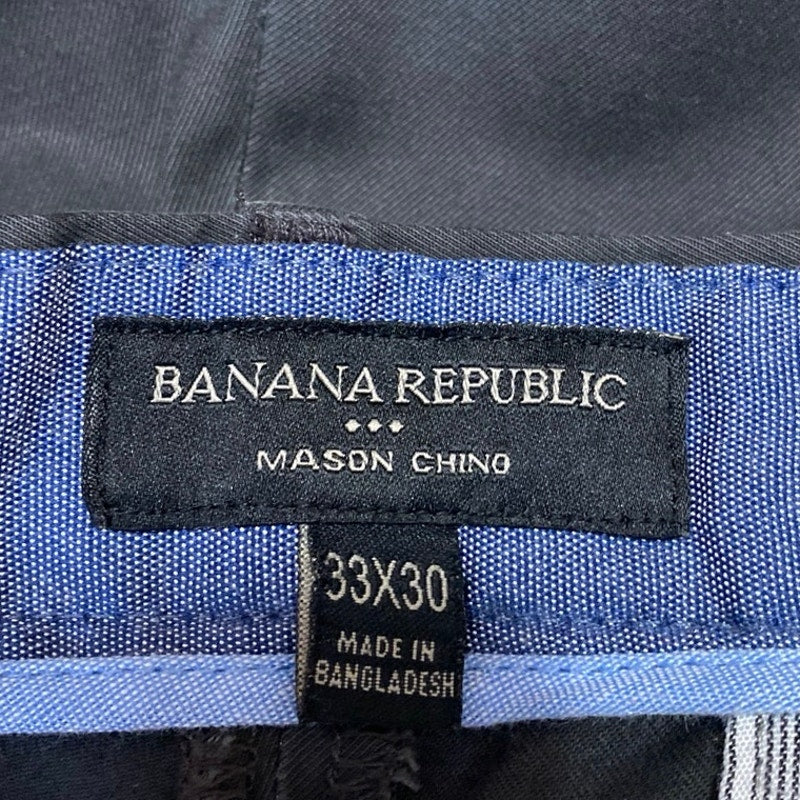 BANANA REPUBLIC
MASON CHINO
33X30
MADE IN
BANGLADESH